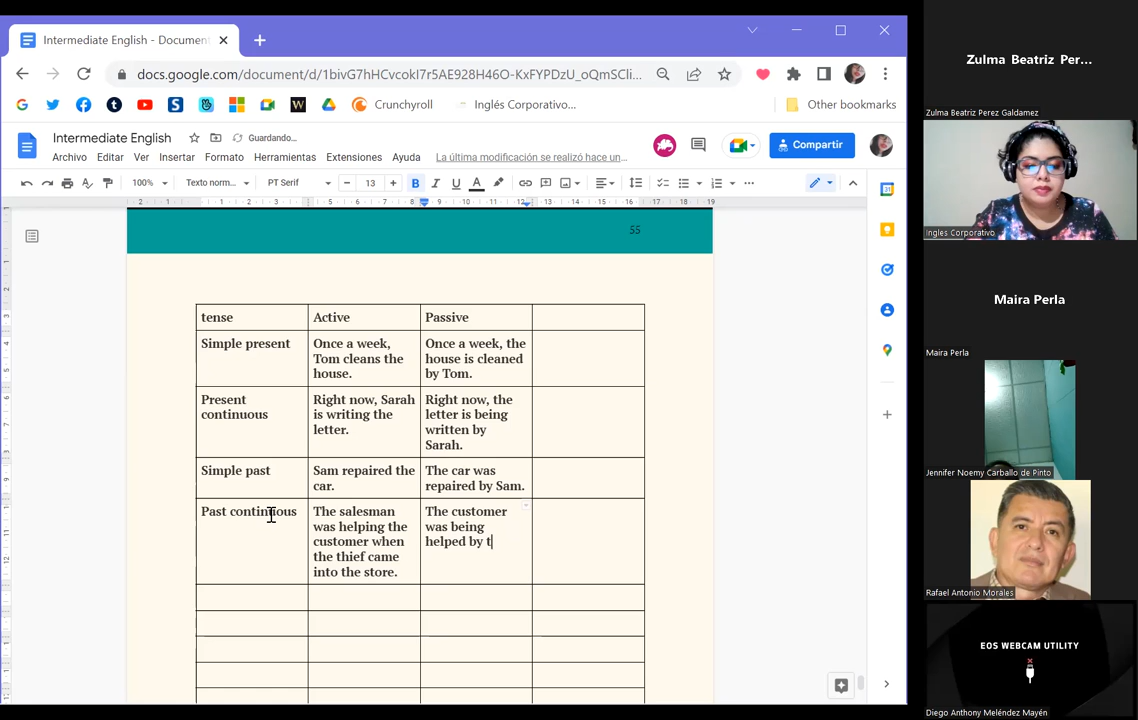 Intermediate English - Document
docs.google.com/document/d/1bivG7hHCvcokI7r5AE928H46O-KxFYPDzU_oQmSCli...
Crunchyroll
Inglés Corporativo...
Other bookmarks
Intermediate English
Guardando...
Archivo Editar Ver Insertar Formato Herramientas Extensiones Ayuda La última modificación se realizó hace un...
Compartir
100% Texto norm... PT Serif 13
55
tense Active Passive
Simple present
Once a week,
Tom cleans the
house.
Once a week, the
house is cleaned
by Tom.
Present
continuous
Right now, Sarah
is writing the
letter.
Right now, the
letter is being
written by
Sarah.
Simple past
Sam repaired the
car.
The car was
repaired by Sam.
Past continuous
The salesman
was helping the
customer when
the thief came
into the store.
The customer
was being
helped by t
Zulma Beatriz Per...
Zulma Beatriz Perez Galdamez
Ingles Corporativo
Maira Perla
Maira Perla
Jennifer Noemy Carballo de Pinto
Rafael Antonio Morales
EOS WEBCAM UTILITY
Diego Anthony Meléndez Mayén